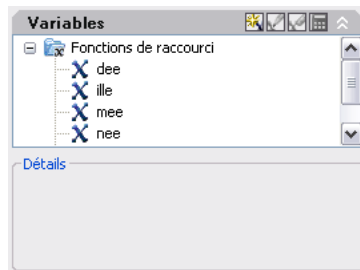 Variables
Fonctions de raccourci
dee
ille
mee
nee
Détails